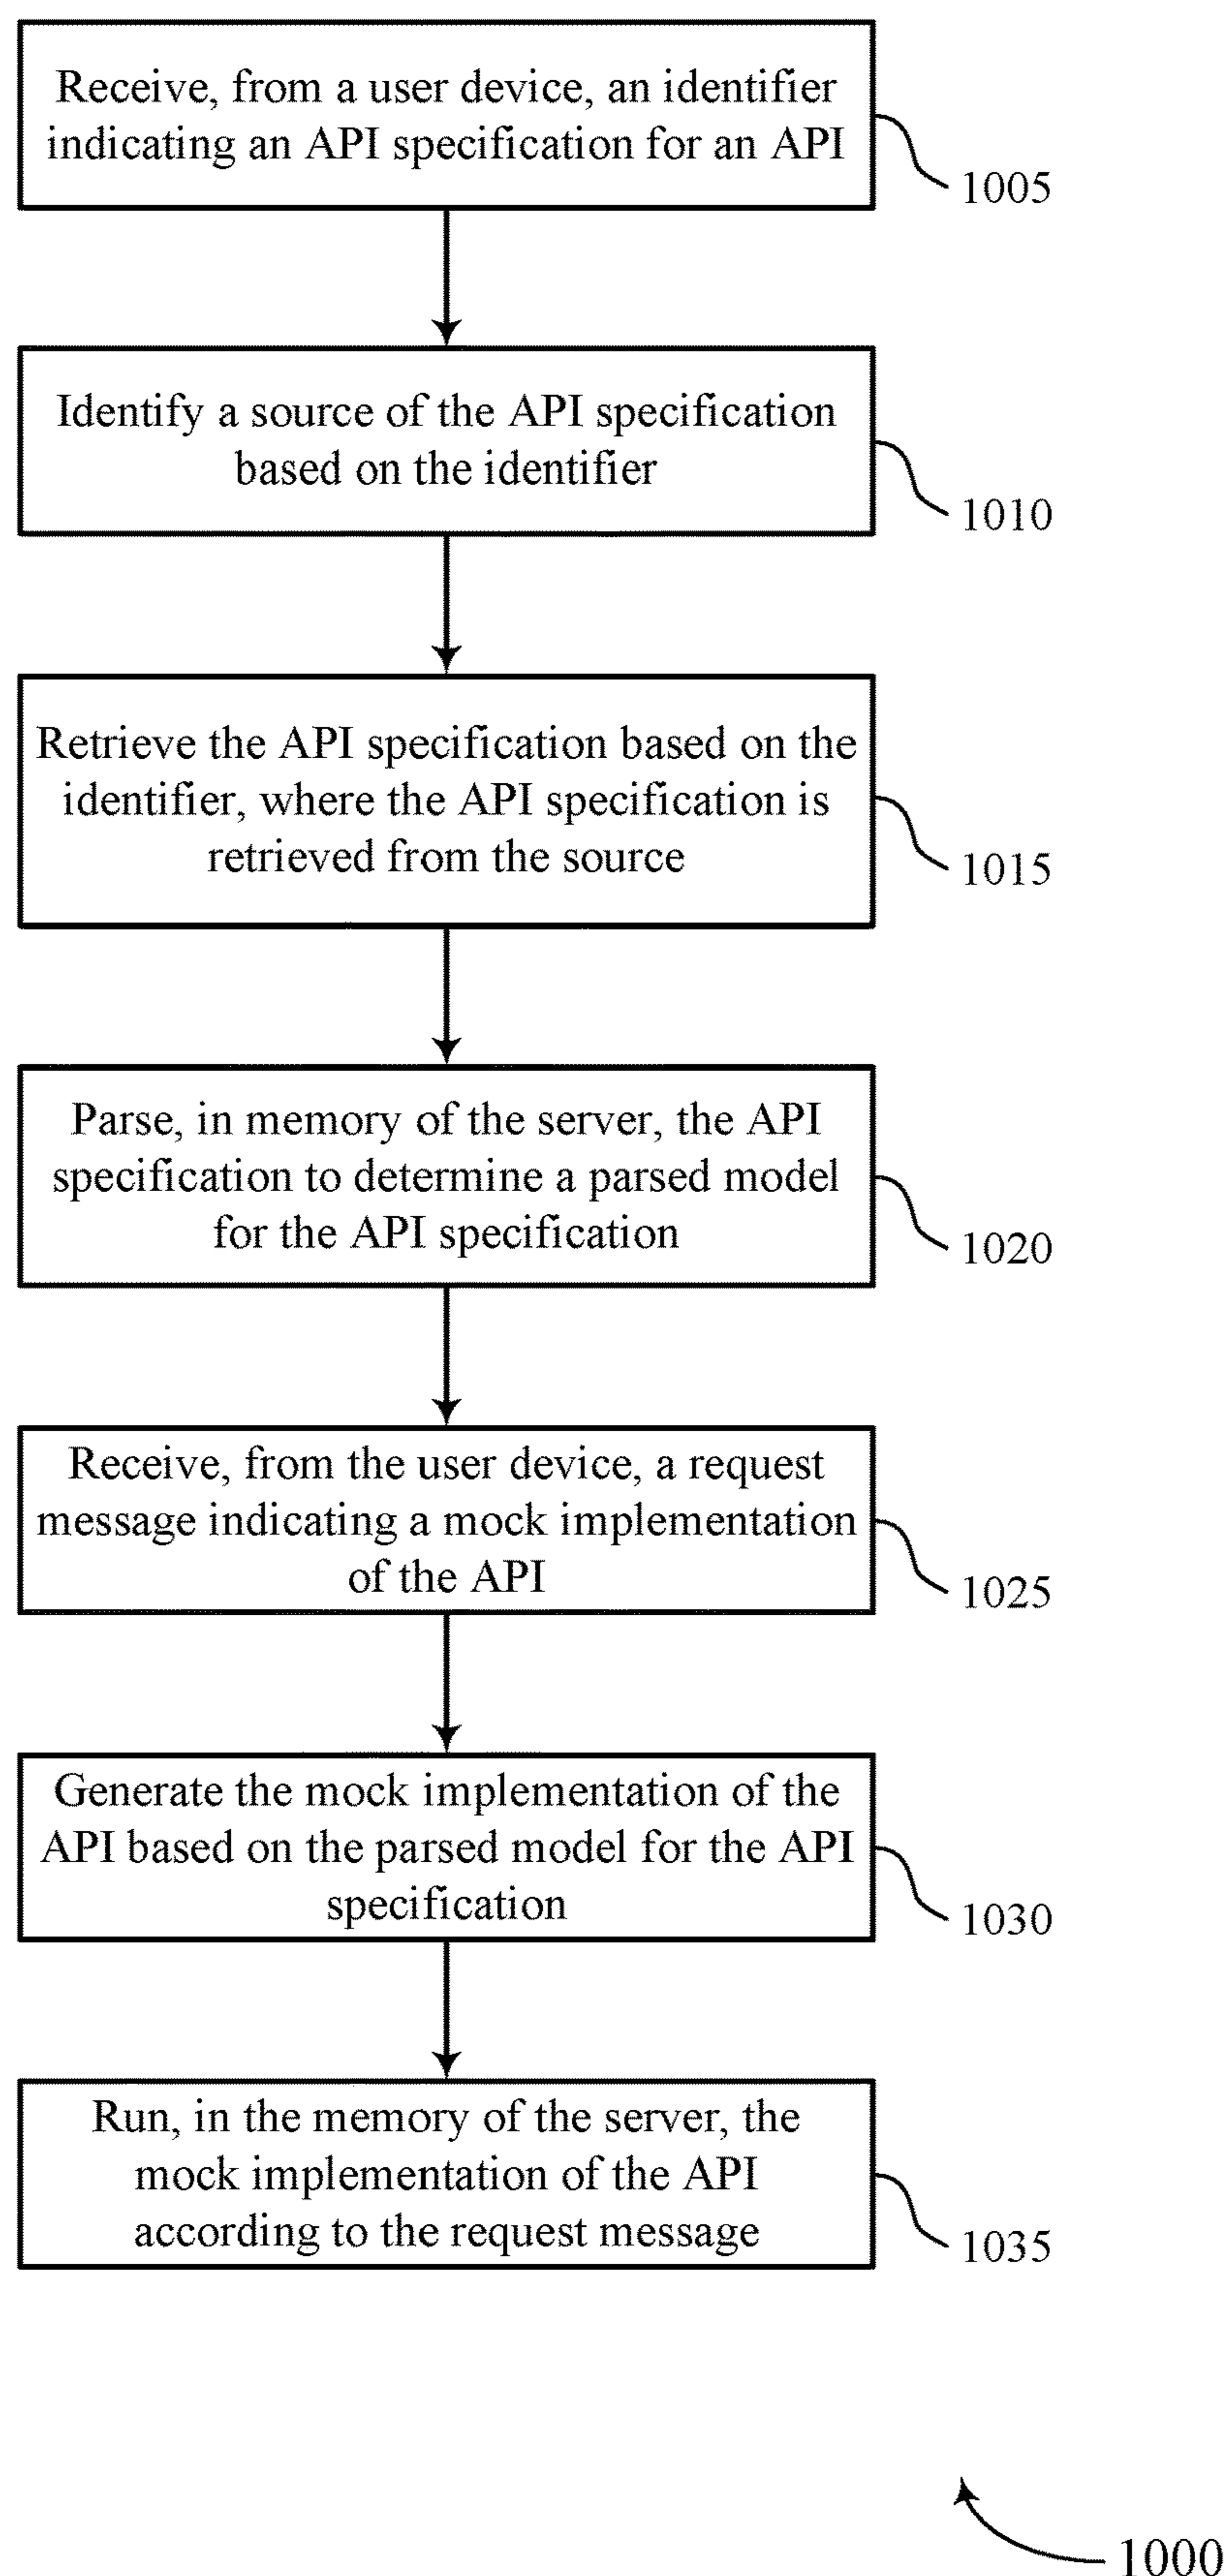 Receive, from a user device, an identifier
indicating an API specification for an API
1005
Identify a source of the API specification
based on the identifier
1010
Retrieve the API specification based on the
identifier, where the API specification is
retrieved from the source
1015
Parse, in memory of the server, the API
specification to determine a parsed model
for the API specification
1020
Receive, from the user device, a request
message indicating a mock implementation
of the API
1025
Generate the mock implementation of the
API based on the parsed model for the API
specification
1030
Run, in the memory of the server, the
mock implementation of the API
according to the request message
1035
1000